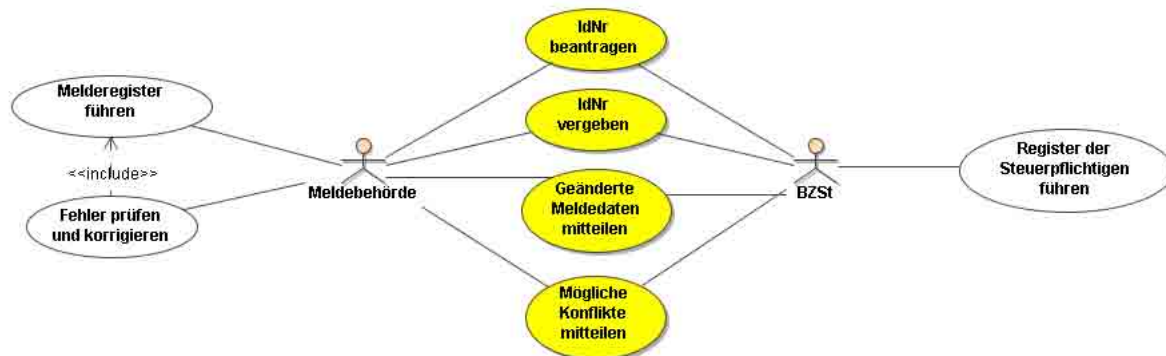 IdNr
beantragen
Melderegister
führen
IdNr
vergeben
<<include>>
Meldebehörde
Geänderte
Meldedaten
mitteilen
BZSt
Register der
Steuerpflichtigen
führen
Fehler prüfen
und korrigieren
Mögliche
Konflikte
mitteilen